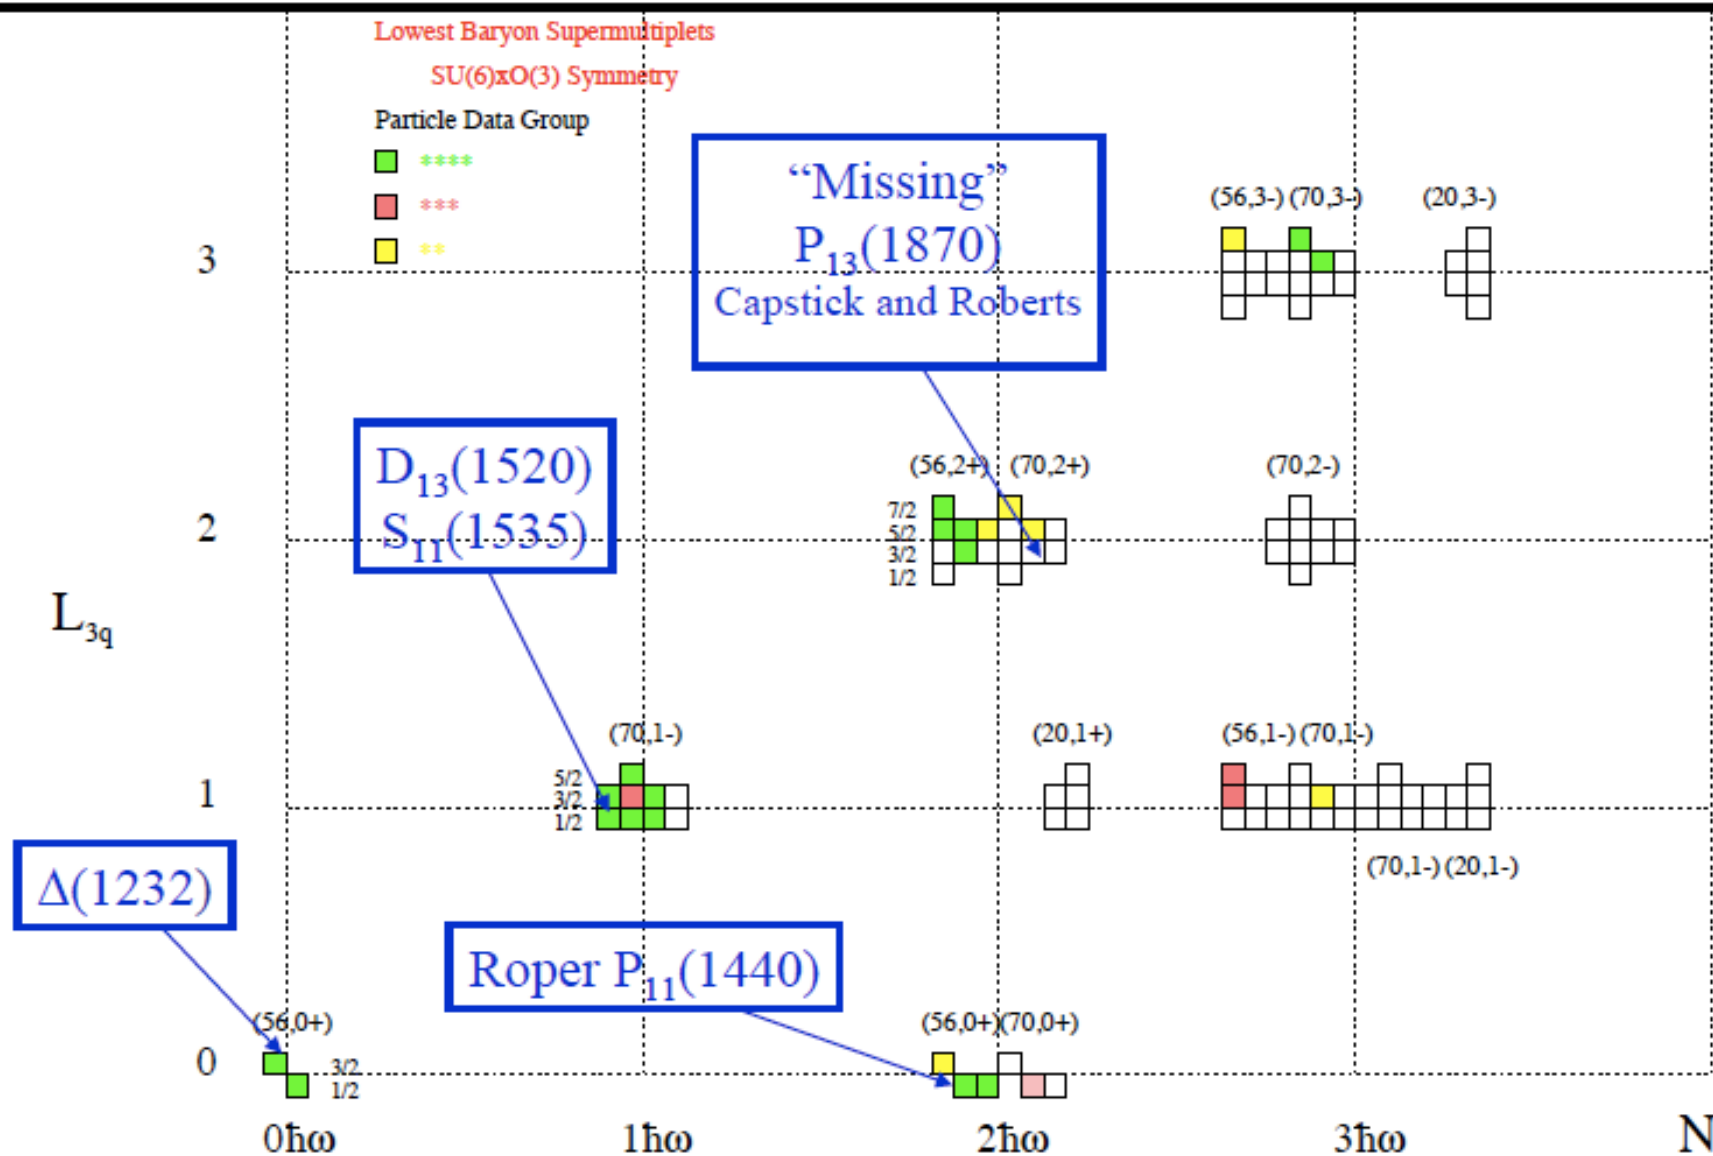 Lowest Baryon Supermultiplets
SU(6)xO(3) Symmetry
Particle Data Group
****
***
**
“Missing”
P₁₃(1870)
Capstick and Roberts
(56,3-) (70,3-) (20,3-)
3
D₁₃(1520)
S₁₁(1535)
(56,2+) (70,2+) (70,2-)
2
7/2
5/2
3/2
1/2
L₃q
(70,1-) (20,1+) (56,1-) (70,1-)
1
5/2
3/2
1/2
(70,1-) (20,1-)
Δ(1232)
Roper P₁₁(1440)
(56,0+) (56,0+) (70,0+)
0
3/2
1/2
0ħω 1ħω 2ħω 3ħω N